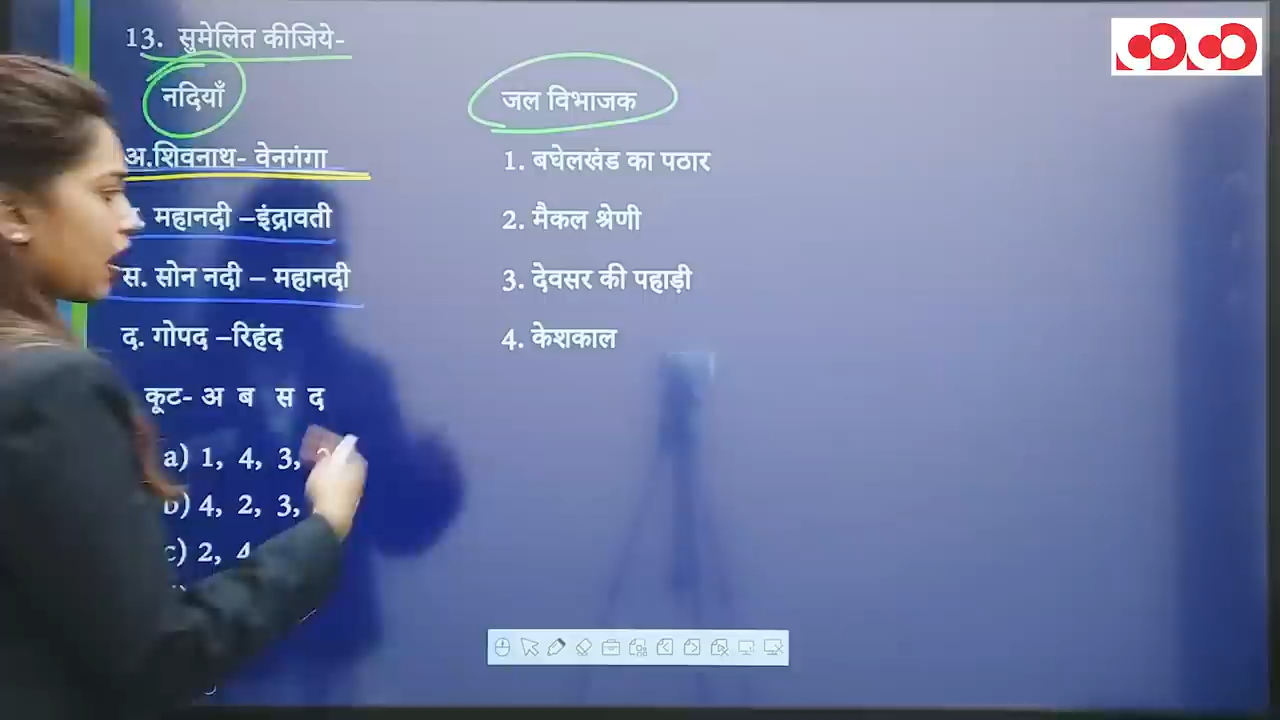 13. सुमेलित कीजिये-
नदियाँ जल विभाजक
अ.शिवनाथ- वेनगंगा 1. बघेलखंड का पठार
महानदी –इंद्रावती 2. मैकल श्रेणी
स. सोन नदी – महानदी 3. देवसर की पहाड़ी
द. गोपद –रिहंद 4. केशकाल
कूट- अ ब स द
a) 1, 4, 3,
b) 4, 2, 3,
c) 2, 4